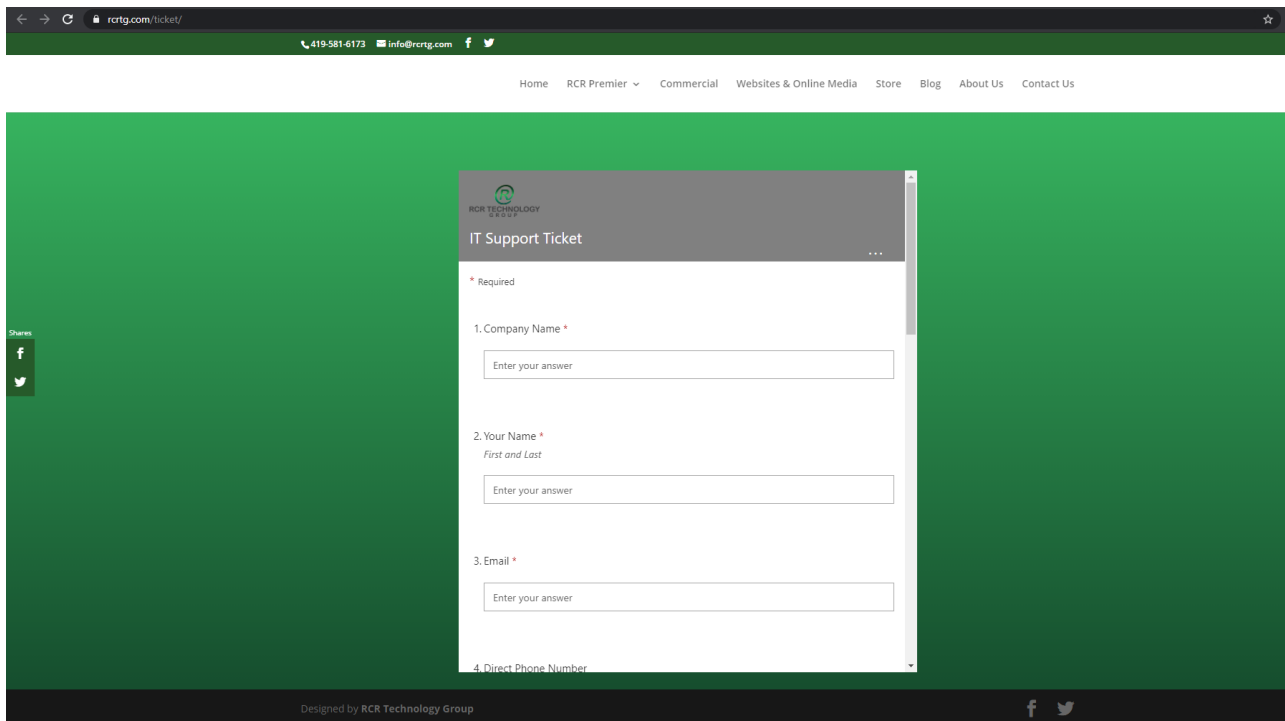 rcrtg.com/ticket/
419-581-6173 info@rcrtg.com
Home RCR Premier Commercial Websites & Online Media Store Blog About Us Contact Us
RCR TECHNOLOGY
GROUP
IT Support Ticket
...
* Required
1. Company Name *
Enter your answer
2. Your Name *
First and Last
Enter your answer
Shares
3. Email *
Enter your answer
4. Direct Phone Number
Designed by RCR Technology Group